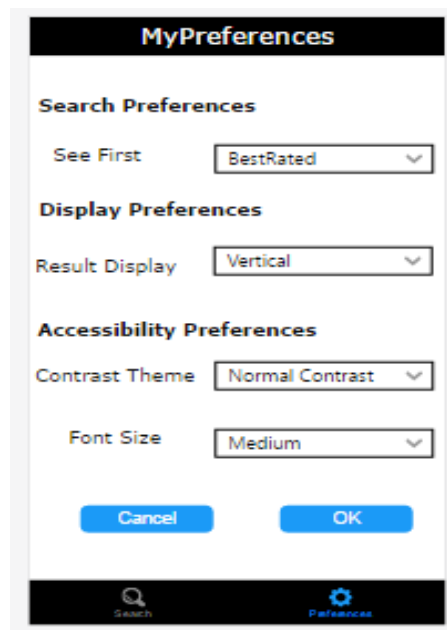 MyPreferences
Search Preferences
See First BestRated
Display Preferences
Result Display Vertical
Accessibility Preferences
Contrast Theme Normal Contrast
Font Size Medium
Cancel OK
Search Preferences